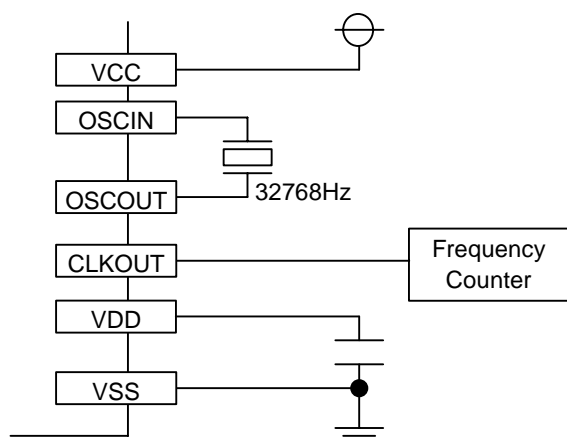 VCC
OSCIN
OSCOUT
32768Hz
CLKOUT
Frequency
Counter
VDD
VSS